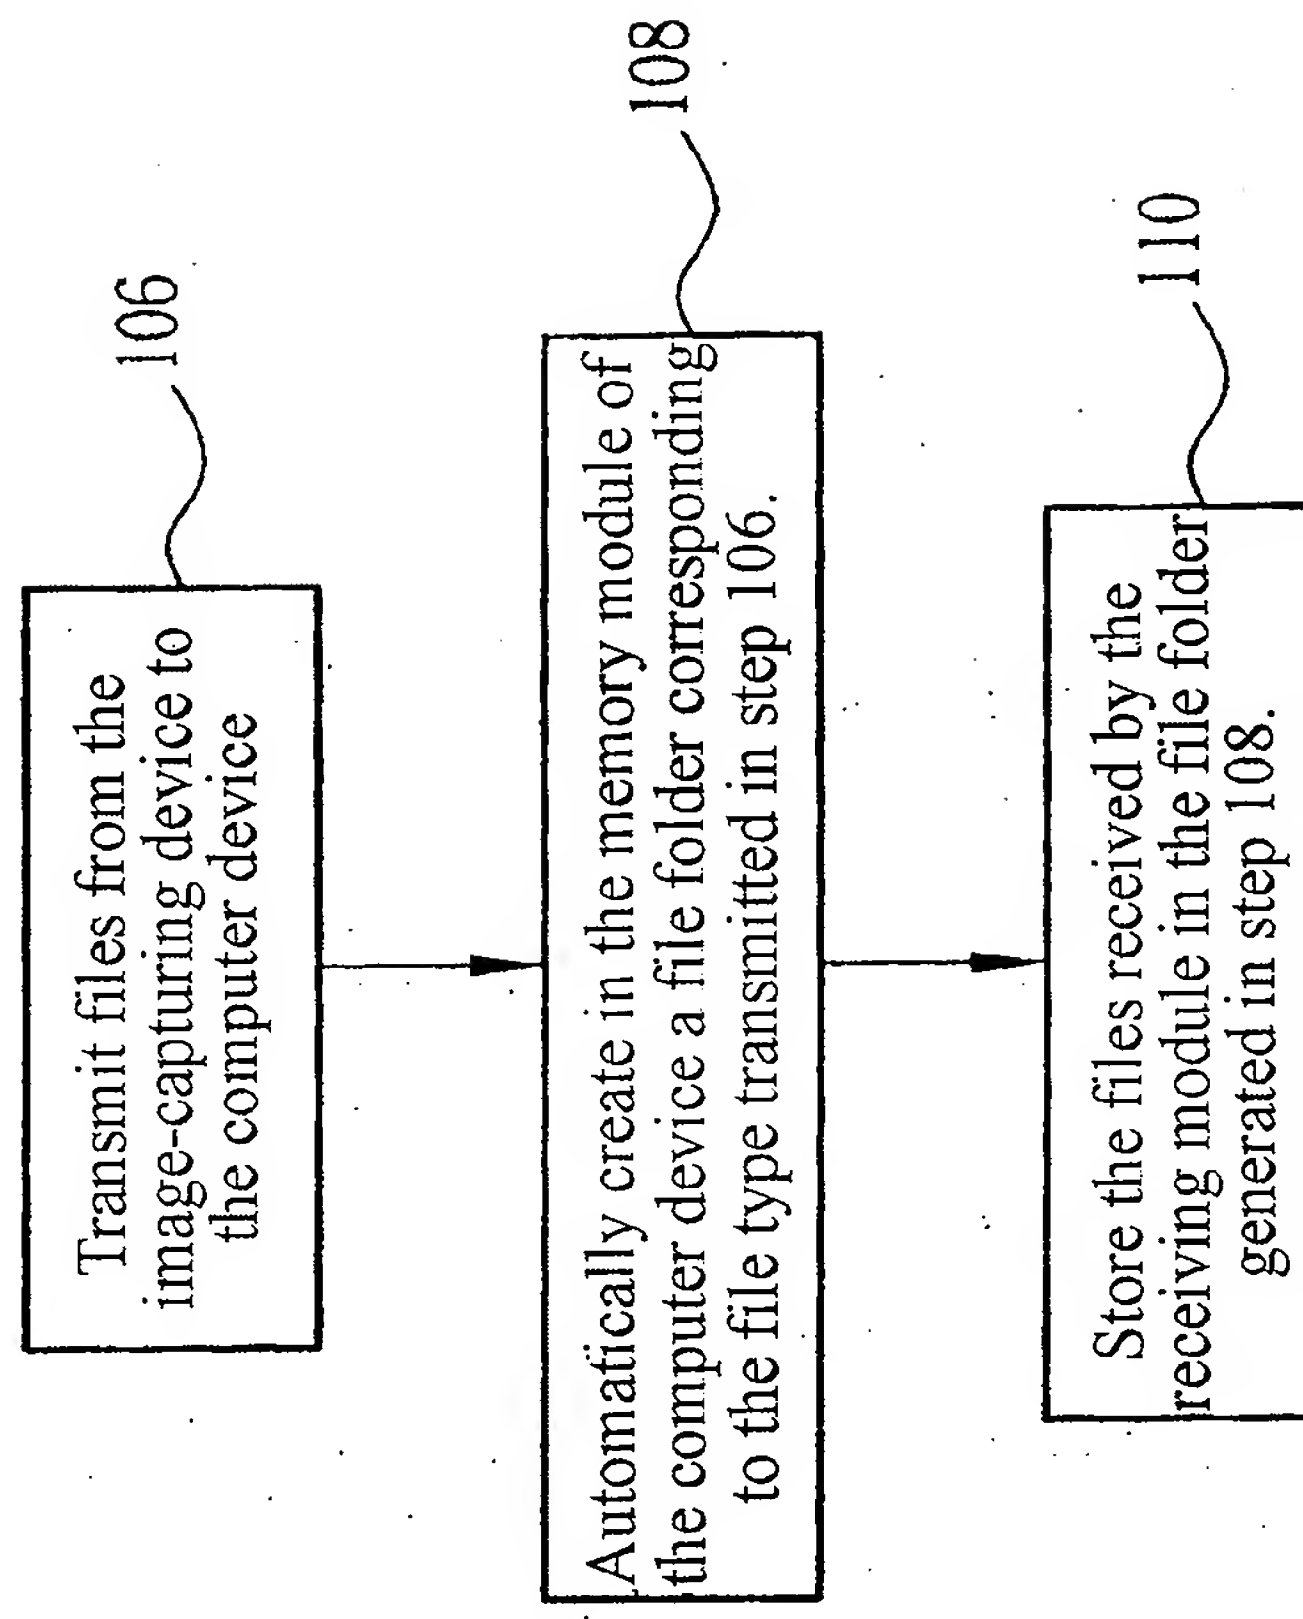 106
Transmit files from the
image-capturing device to
the computer device
108
Automatically create in the memory module of
the computer device a file folder corresponding
to the file type transmitted in step 106.
110
Store the files received by the
receiving module in the file folder
generated in step 108.